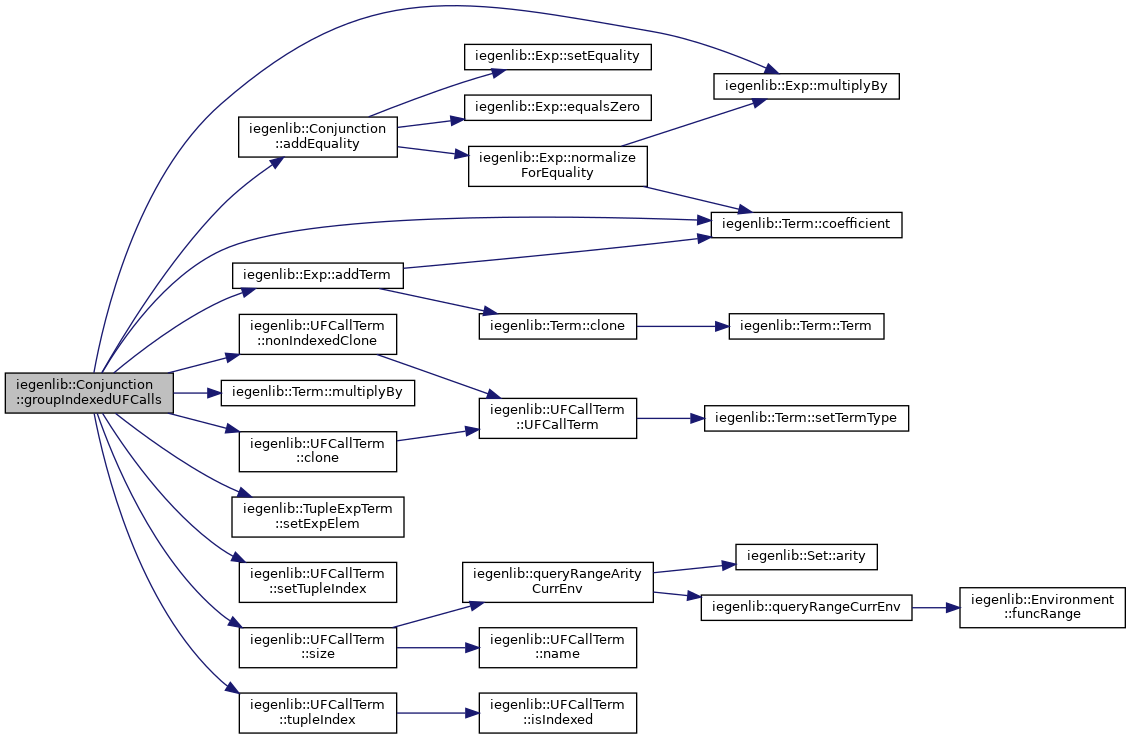 iegenlib::Conjunction
::groupIndexedUFCalls
iegenlib::Conjunction
::addEquality
iegenlib::Exp::setEquality
iegenlib::Exp::equalsZero
iegenlib::Exp::normalize
ForEquality
iegenlib::Exp::multiplyBy
iegenlib::Term::coefficient
iegenlib::Exp::addTerm
iegenlib::Term::clone
iegenlib::Term::Term
iegenlib::UFCallTerm
::nonIndexedClone
iegenlib::Term::multiplyBy
iegenlib::UFCallTerm
::UFCallTerm
iegenlib::Term::setTermType
iegenlib::UFCallTerm
::clone
iegenlib::TupleExpTerm
::setExpElem
iegenlib::UFCallTerm
::setTupleIndex
iegenlib::queryRangeArity
CurrEnv
iegenlib::Set::arity
iegenlib::queryRangeCurrEnv
iegenlib::Environment
::funcRange
iegenlib::UFCallTerm
::size
iegenlib::UFCallTerm
::name
iegenlib::UFCallTerm
::tupleIndex
iegenlib::UFCallTerm
::isIndexed